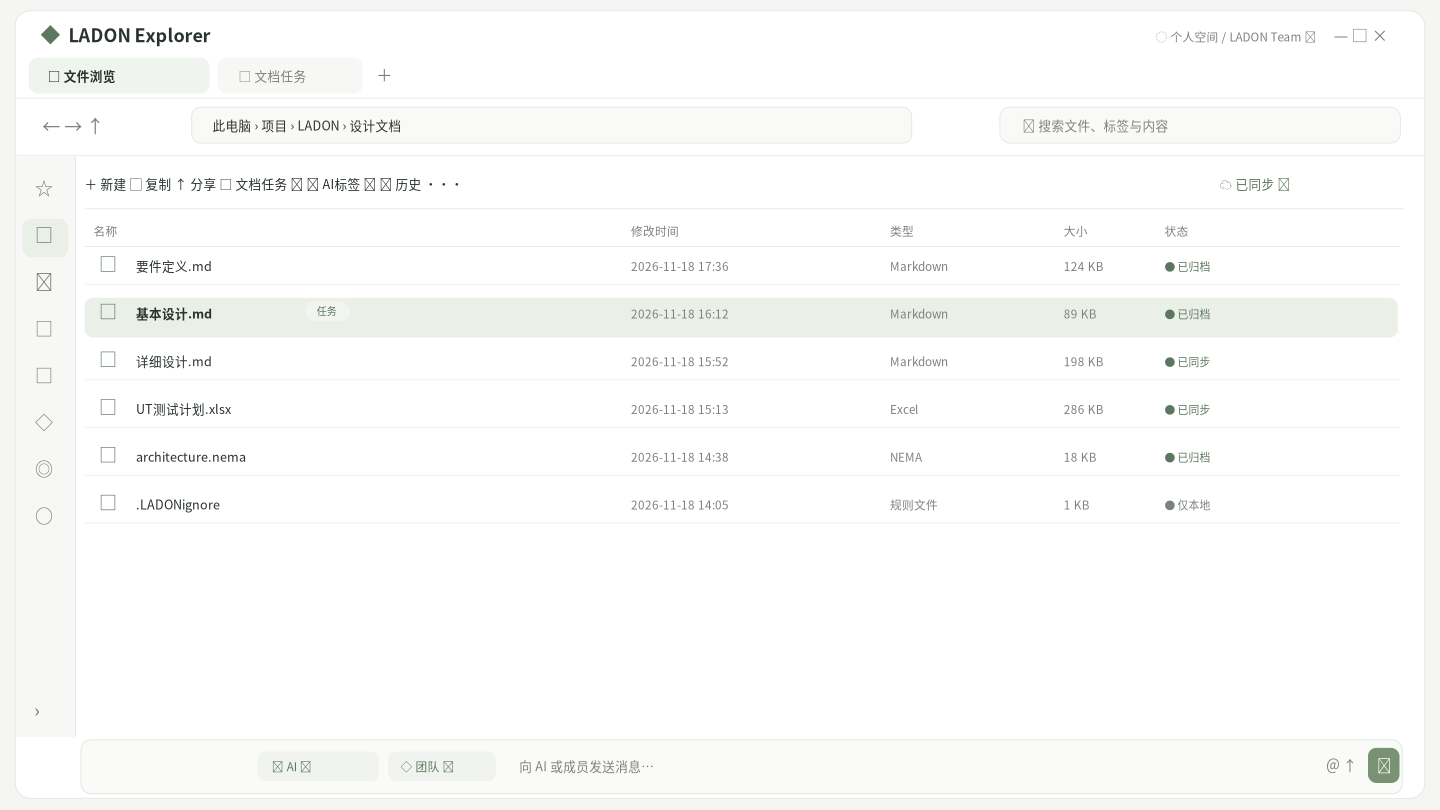 LADON Explorer
个人空间 / LADON Team
文件浏览
文档任务
+
← → ↑
此电脑 › 项目 › LADON › 设计文档
搜索文件、标签与内容
+ 新建 复制 ↑ 分享 文档任务 AI标签 历史 ···
已同步
名称 修改时间 类型 大小 状态
要件定义.md 2026-11-18 17:36 Markdown 124 KB 已归档
基本设计.md 任务 2026-11-18 16:12 Markdown 89 KB 已归档
详细设计.md 2026-11-18 15:52 Markdown 198 KB 已同步
UT测试计划.xlsx 2026-11-18 15:13 Excel 286 KB 已同步
architecture.nema 2026-11-18 14:38 NEMA 18 KB 已归档
.LADONignore 2026-11-18 14:05 规则文件 1 KB 仅本地
›
AI
团队
向 AI 或成员发送消息…
@ ↑